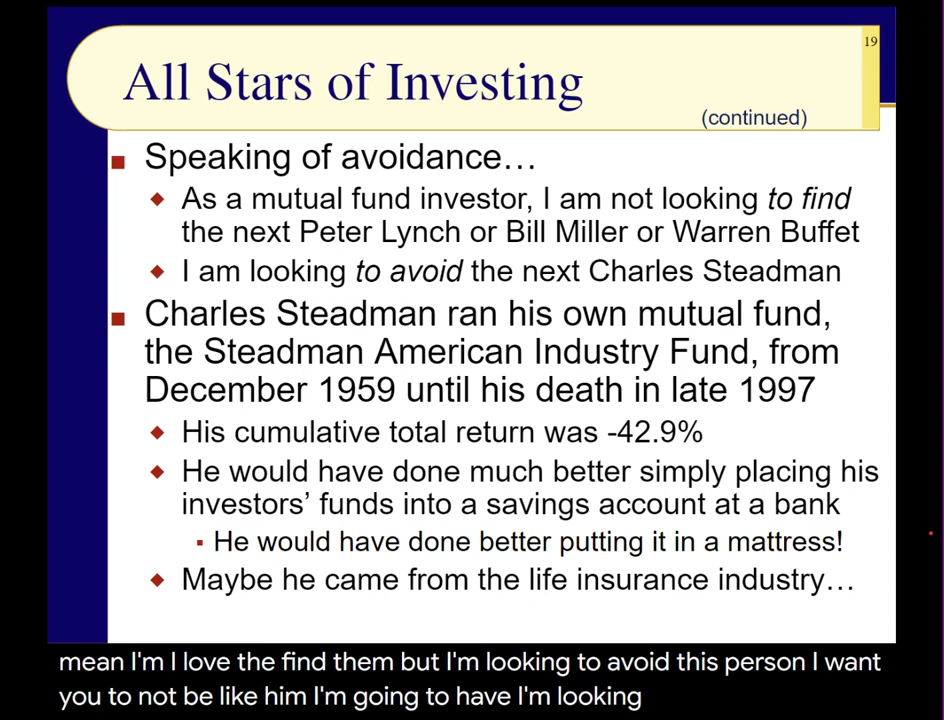 19
All Stars of Investing
(continued)
Speaking of avoidance…
As a mutual fund investor, I am not looking to find
the next Peter Lynch or Bill Miller or Warren Buffet
I am looking to avoid the next Charles Steadman
Charles Steadman ran his own mutual fund,
the Steadman American Industry Fund, from
December 1959 until his death in late 1997
His cumulative total return was -42.9%
He would have done much better simply placing his
investors’ funds into a savings account at a bank
He would have done better putting it in a mattress!
Maybe he came from the life insurance industry…
mean I'm I love the find them but I'm looking to avoid this person I want
you to not be like him I'm going to have I'm looking